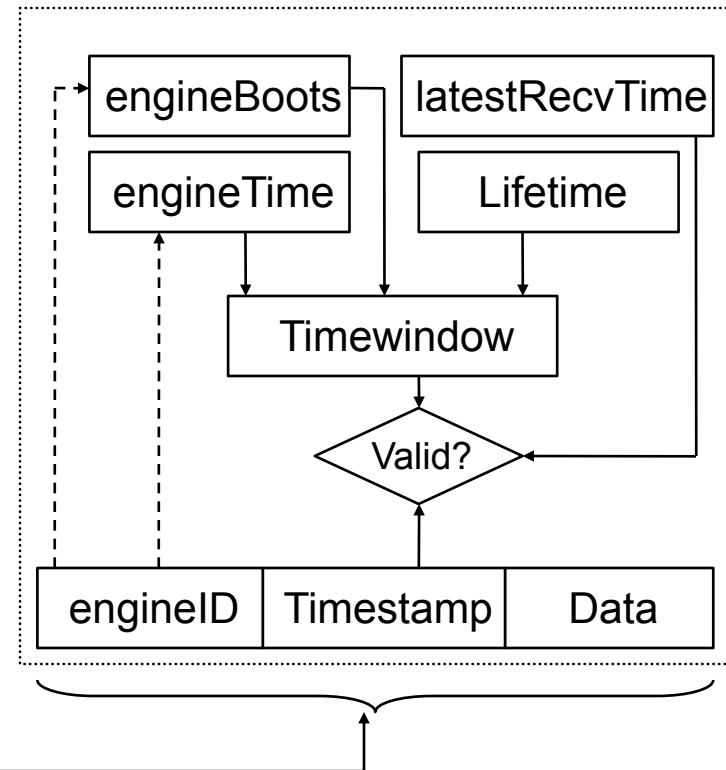 engineBoots
latestRecvTime
engineTime
Lifetime
Timewindow
Valid?
engineID
Timestamp
Data